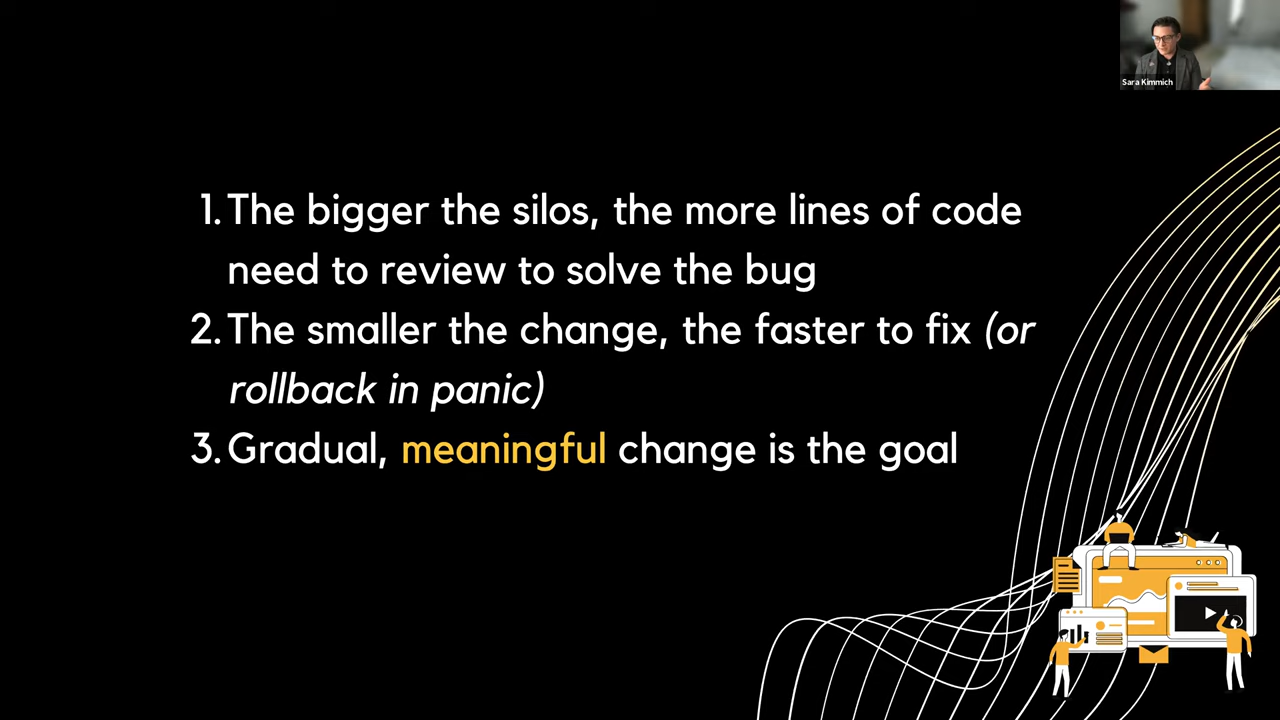 Sara Kimmich
1. The bigger the silos, the more lines of code
need to review to solve the bug
2. The smaller the change, the faster to fix (or
rollback in panic)
3. Gradual, meaningful change is the goal